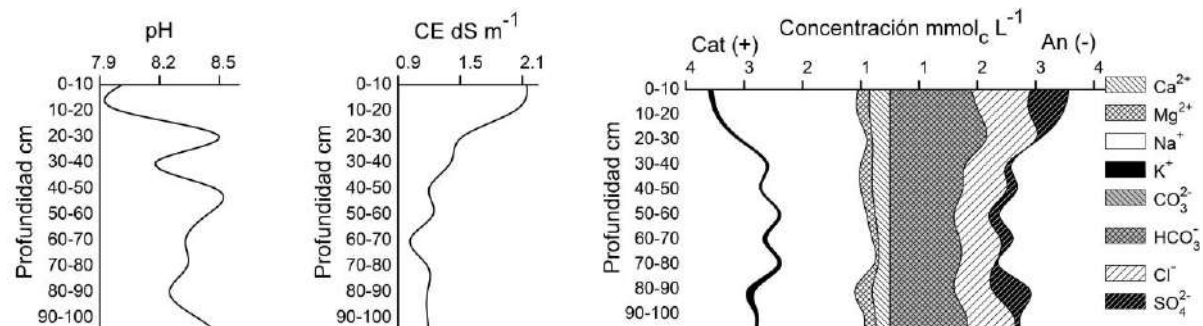 pH
7.9 8.2 8.5
Profundidad cm
0-10
10-20
20-30
30-40
40-50
50-60
60-70
70-80
80-90
90-100
CE dS m⁻¹
0.9 1.5 2.1
Profundidad cm
0-10
10-20
20-30
30-40
40-50
50-60
60-70
70-80
80-90
90-100
Concentración mmol꜀ L⁻¹
Cat (+) An (-)
4 3 2 1 1 2 3 4
Profundidad cm
0-10
10-20
20-30
30-40
40-50
50-60
60-70
70-80
80-90
90-100
Ca²⁺
Mg²⁺
Na⁺
K⁺
CO₃²⁻
HCO₃⁻
Cl⁻
SO₄²⁻